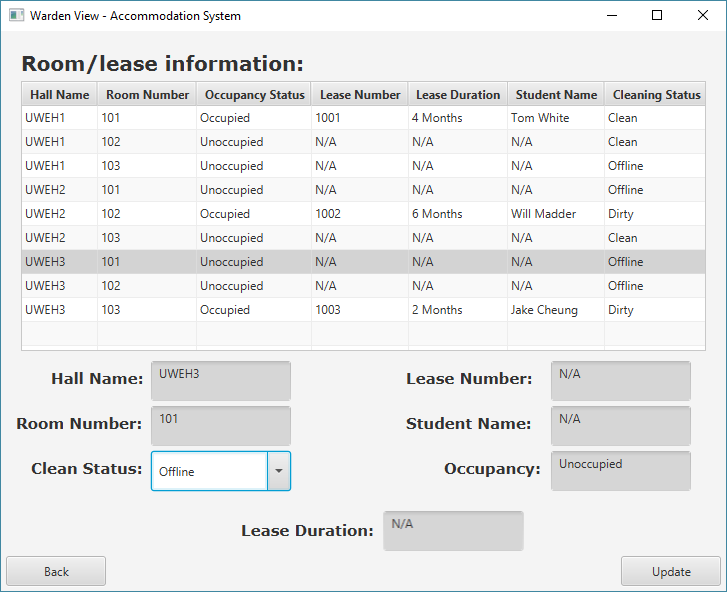 Warden View - Accommodation System
Room/lease information:
Hall Name Room Number Occupancy Status Lease Number Lease Duration Student Name Cleaning Status
UWEH1 101 Occupied 1001 4 Months Tom White Clean
UWEH1 102 Unoccupied N/A N/A N/A Clean
UWEH1 103 Unoccupied N/A N/A N/A Offline
UWEH2 101 Unoccupied N/A N/A N/A Offline
UWEH2 102 Occupied 1002 6 Months Will Madder Dirty
UWEH2 103 Unoccupied N/A N/A N/A Clean
UWEH3 101 Unoccupied N/A N/A N/A Offline
UWEH3 102 Unoccupied N/A N/A N/A Offline
UWEH3 103 Occupied 1003 2 Months Jake Cheung Dirty
Hall Name: UWEH3 Lease Number: N/A
Room Number: 101 Student Name: N/A
Clean Status: Offline Occupancy: Unoccupied
Lease Duration: N/A
Back Update